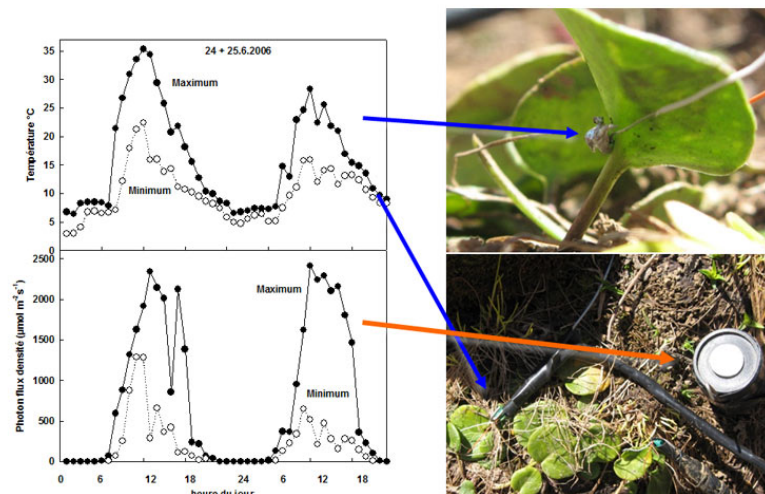 24 + 25.6.2006
Température °C
35
30
25
20
15
10
5
0
Maximum
Minimum
Photon flux densité (µmol m⁻² s⁻¹)
2500
2000
1500
1000
500
0
Maximum
Minimum
0 6 12 18 24 6 12 18
heure du jour